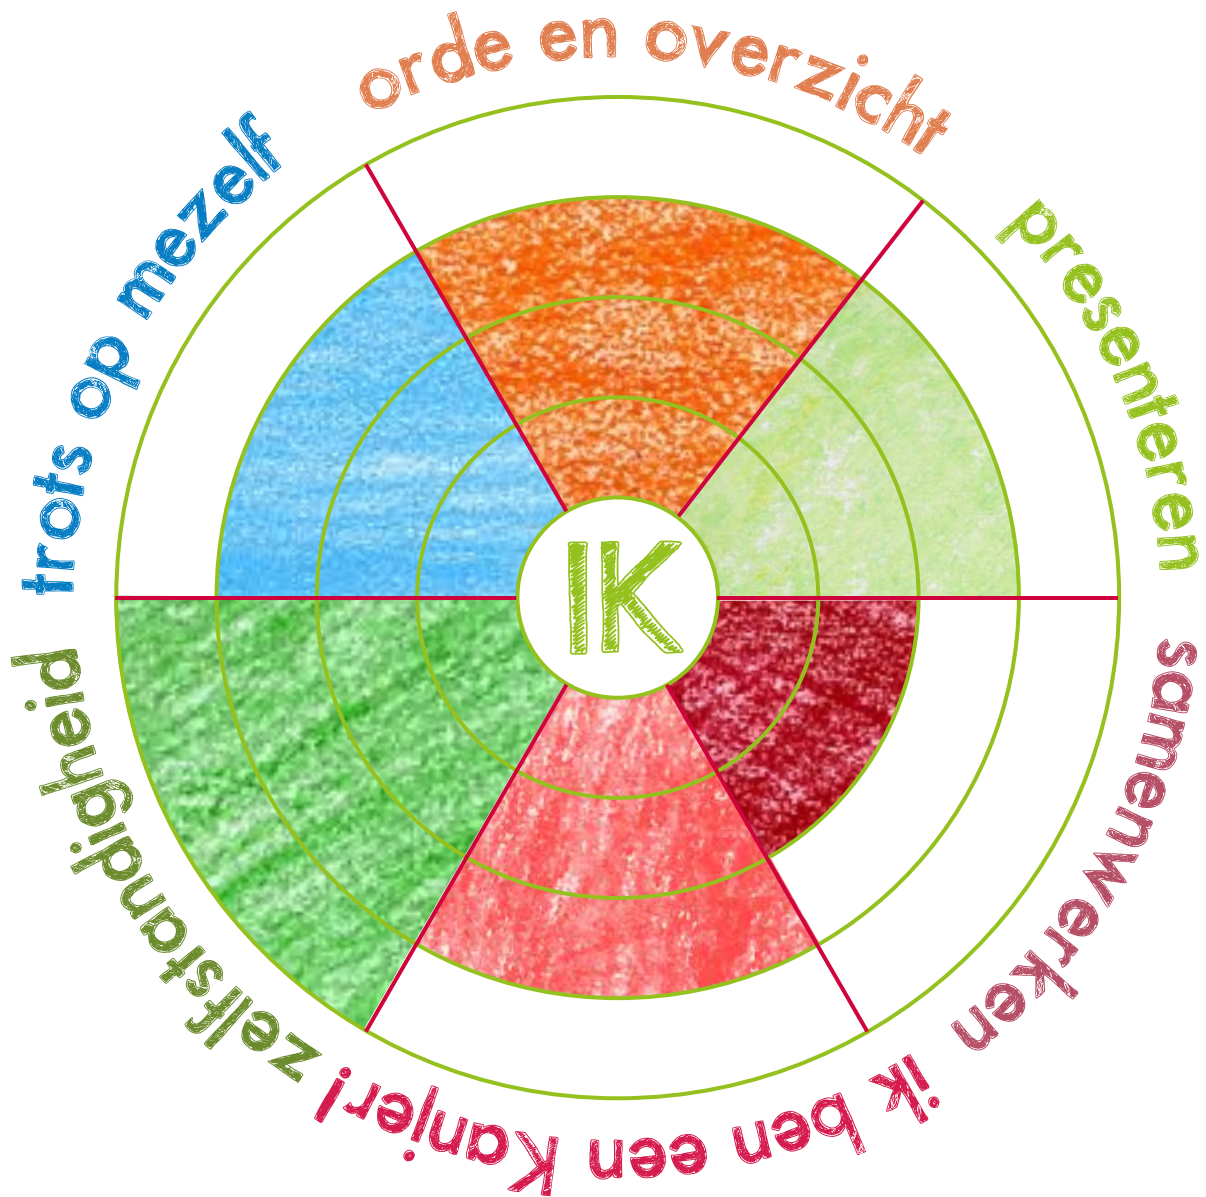 orde en overzicht
presenteren
samenwerken
ik ben een Kanjer!
zelfstandigheid
trots op mezelf
IK